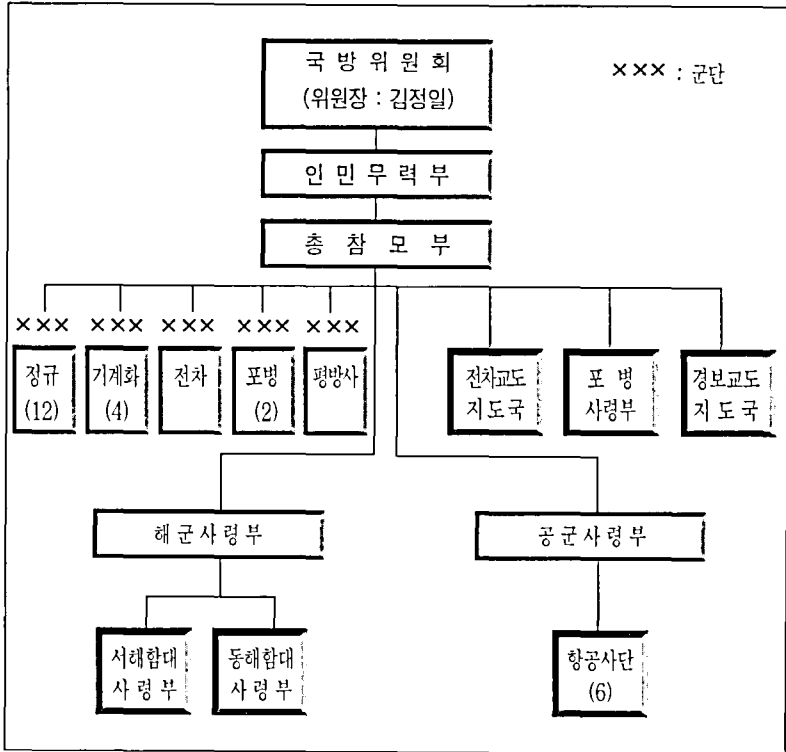 국방위원회
(위원장 : 김정일)
××× : 군단
인민무력부
총참모부
××× ××× ××× ××× ×××
정규
(12)
기계화
(4)
전차
포병
(2)
평방사
전차교도
지도국
포병
사령부
경보교도
지도국
해군사령부
공군사령부
서해함대
사령부
동해함대
사령부
항공사단
(6)